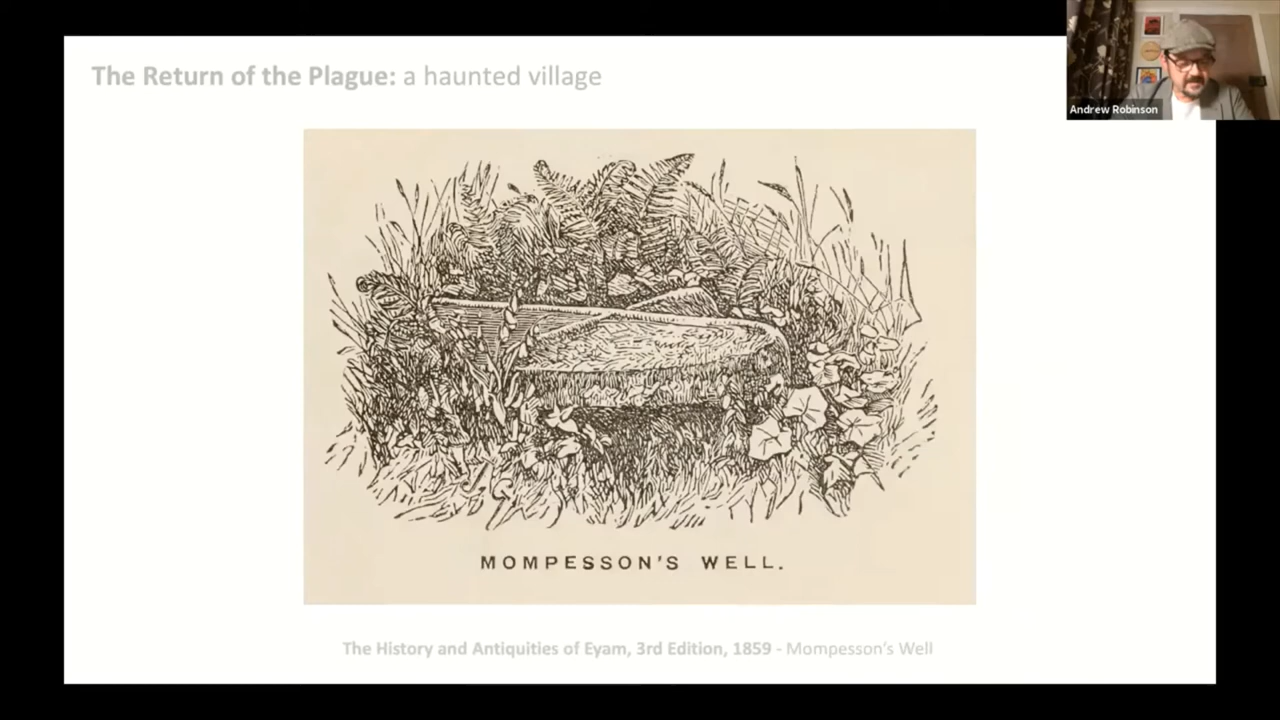 The Return of the Plague: a haunted village
Andrew Robinson
MOMPESSON'S WELL.
The History and Antiquities of Eyam, 3rd Edition, 1859 - Mompesson's Well